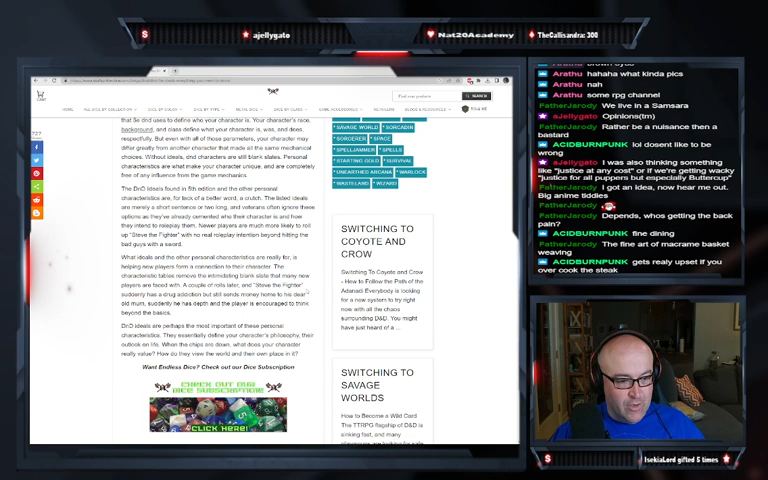 ajellygato
Nat20Academy
TheCallisandra: 300
Find your products
SEARCH
HOME
$0.00
727
that 5e dnd uses to define who your character is. Your character's race,
background, and class define what your character is, was, and does,
respectfully. But even with all of those parameters, your character may
differ greatly from another character that made all the same mechanical
choices. Without ideals, dnd characters are still blank slates. Personal
characteristics are what make your character unique, and are completely
free of any influence from the game mechanics.
The DnD Ideals found in 5th edition and the other personal
characteristics are, for lack of a better word, a crutch. The listed ideals
are merely a short sentence or two long, and veterans often ignore these
options as they've already cemented who their character is and how
they intend to roleplay them. Newer players are much more likely to roll
up "Steve the Fighter" with no real roleplay intention beyond hitting the
bad guys with a sword.
What ideals and the other personal characteristics are really for, is
helping new players form a connection to their character. The
characteristic tables remove the intimidating blank slate that many new
players are faced with. A couple of rolls later, and "Steve the Fighter"
suddenly has a drug addiction but still sends money home to his dear
old mum, suddenly he has depth and the player is encouraged to think
beyond the basics.
DnD ideals are perhaps the most important of these personal
characteristics. They essentially define your character's philosophy, their
outlook on life. When the chips are down, what does your character
really value? How do they view the world and their own place in it?
Want Endless Dice? Check out our Dice Subscription
CHECK OUT OUR
DICE SUBSCRIPTION
CLICK HERE!
SAVAGE WORLD
SORCADIN
SORCERER
SPACE
SPELLJAMMER
SPELLS
STARTING GOLD
SURVIVAL
UNEARTHED ARCANA
WARLOCK
WASTELAND
WIZARD
SWITCHING TO
COYOTE AND
CROW
Switching To Coyote and Crow
- How to Follow the Path of the
Adanadi Everybody is looking
for a new system to try right
now with all the chaos
surrounding D&D. You might
have just heard of a ...
SWITCHING TO
SAVAGE
WORLDS
How to Become a Wild Card
The TTRPG flagship of D&D is
sinking fast, and many
Arathu brown eyes
Arathu hahaha what kinda pics
Arathu nah
Arathu some rpg channel
FatherJarody We live in a Samsara
aJellygato Opinions(tm)
FatherJarody Rather be a nuisance then a
bastard
ACIDBURNPUNK lol dosent like to be
wrong
aJellygato I was also thinking something
like "justice at any cost" or if we're getting wacky
"justice for all puppers but especially Buttercup"
FatherJarody I got an idea, now hear me out.
Big anime tiddies
FatherJarody
FatherJarody Depends, whos getting the back
pain?
ACIDBURNPUNK fine dining
FatherJarody The fine art of macrame basket
weaving
ACIDBURNPUNK gets realy upset if you
over cook the steak
IsekiaLord gifted 5 times